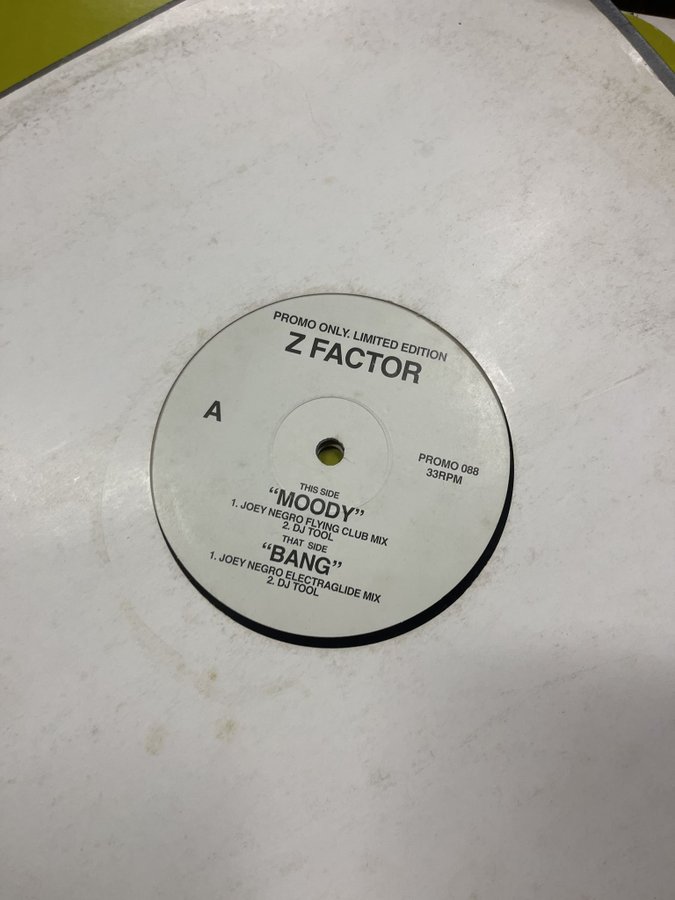 PROMO ONLY. LIMITED EDITION
Z FACTOR
A
PROMO 088
33RPM
THIS SIDE
“MOODY”
1. JOEY NEGRO FLYING CLUB MIX
2. DJ TOOL
THAT SIDE
“BANG”
1. JOEY NEGRO ELECTRAGLIDE MIX
2. DJ TOOL